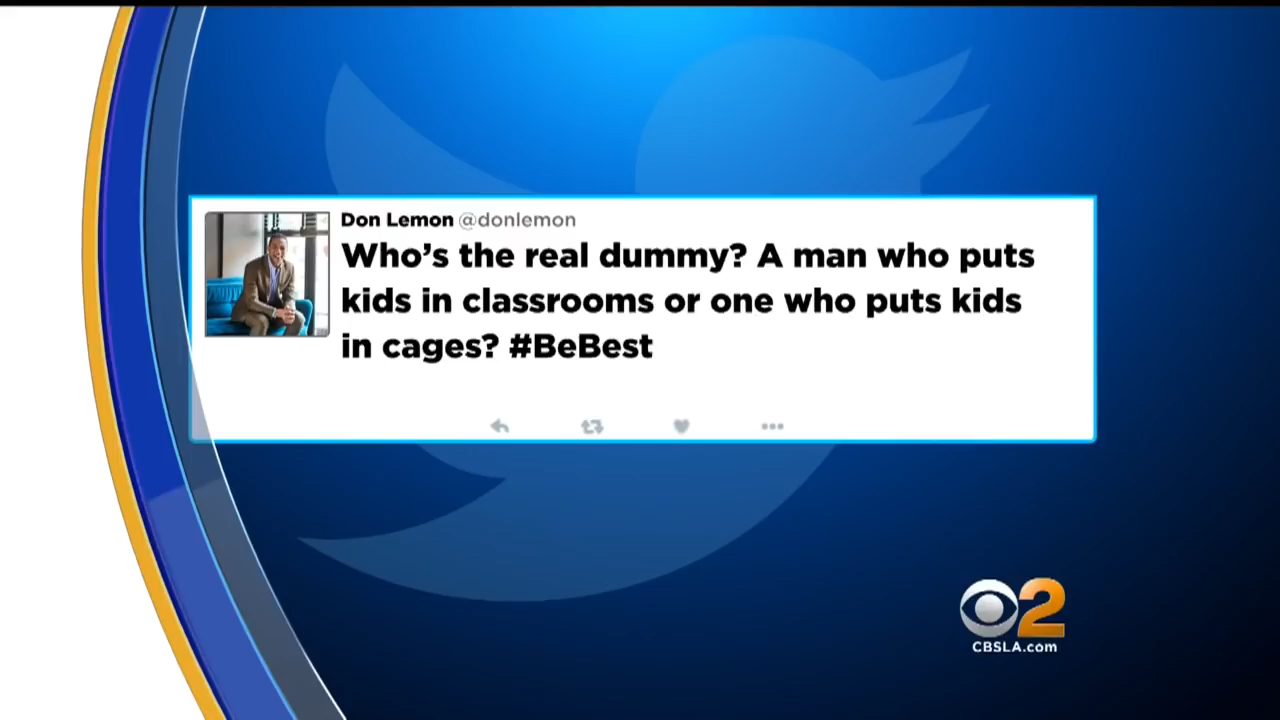 Don Lemon @donlemon
Who's the real dummy? A man who puts
kids in classrooms or one who puts kids
in cages? #BeBest
2
CBSLA.com